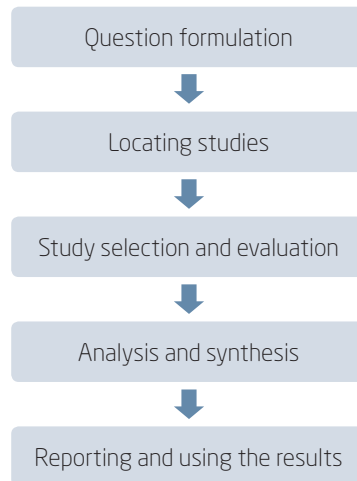 Question formulation
Locating studies
Study selection and evaluation
Analysis and synthesis
Reporting and using the results